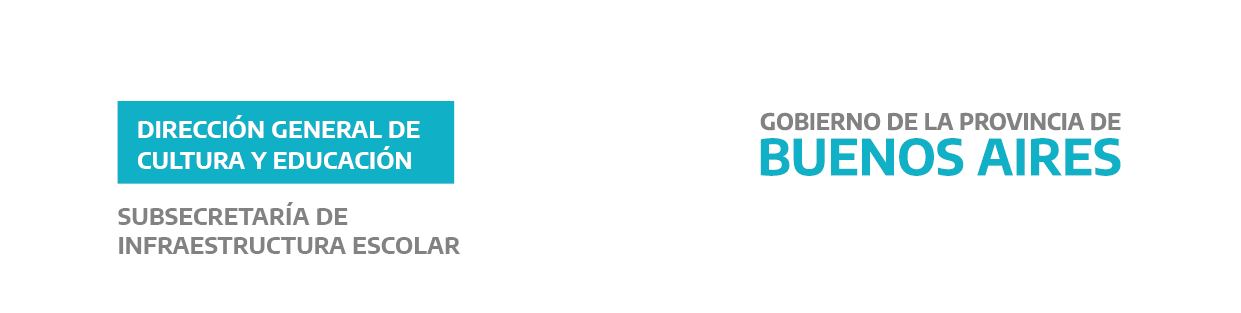 DIRECCIÓN GENERAL DE
CULTURA Y EDUCACIÓN
SUBSECRETARÍA DE
INFRAESTRUCTURA ESCOLAR
GOBIERNO DE LA PROVINCIA DE
BUENOS AIRES